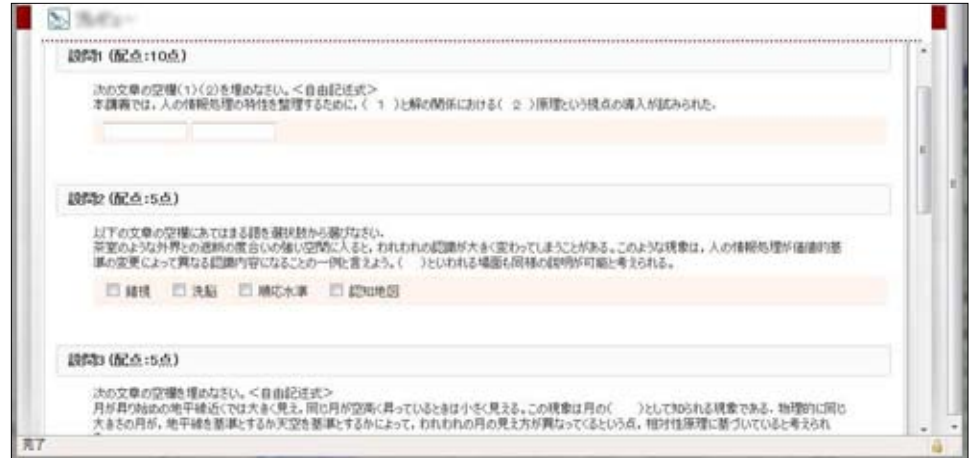 設問1 (配点:10点)
次の文章の空欄(1)(2)を埋めなさい。<自由記述式>
本講義では、人の情報処理の特性を整理するために、( 1 )と解の関係における( 2 )原理という視点の導入が試みられた。
設問2 (配点:5点)
以下の文章の空欄にあてはまる語を選択肢から選びなさい。
茶室のような外界との遮断の度合いの強い空間に入ると、われわれの認識が大きく変わってしまうことがある。このような現象は、人の情報処理が価値的基
準の変更によって異なる認識内容になることの一例と言えよう。( )といわれる場面も同様の説明が可能と考えられる。
錯視 洗脳 順応水準 認知地図
設問3 (配点:5点)
次の文章の空欄を埋めなさい。<自由記述式>
月が昇り始めの地平線近くでは大きく見え、同じ月が空高く昇っているときは小さく見える。この現象は月の( )として知られる現象である。物理的に同じ
大きさの月が、地平線を基準とするか天空を基準とするかによって、われわれの月の見え方が異なってくるという点、相対性原理に基づいていると考えられ
完了